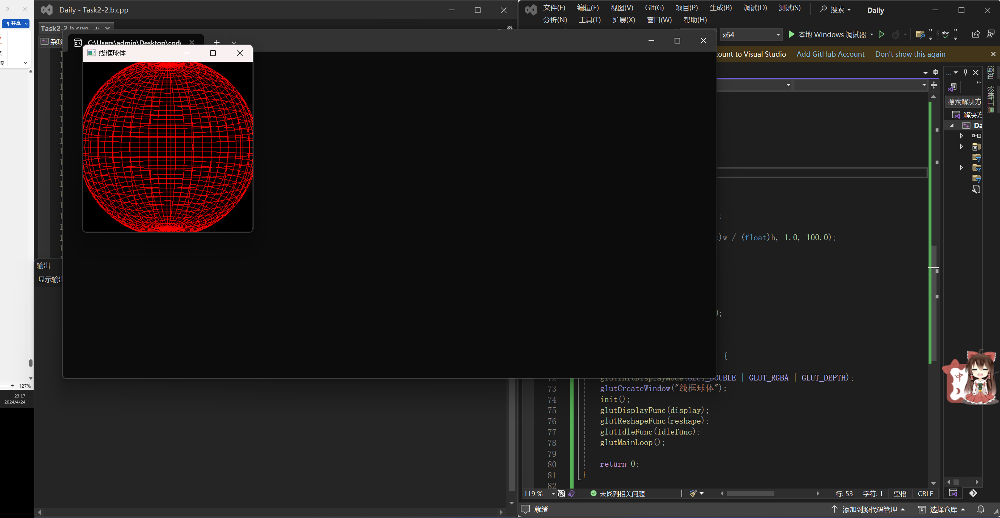 共享
项
127%
23:17
2024/4/24
Daily - Task2-2.b.cpp
Task2-2.b.cpp
杂项
C:\Users\admin\Desktop\cod
线框球体
输出
显示输出
文件(F) 编辑(E) 视图(V) Git(G) 项目(P) 生成(B) 调试(D) 测试(S) 搜索 Daily
分析(N) 工具(T) 扩展(X) 窗口(W) 帮助(H)
x64 本地 Windows 调试器 abc
count to Visual Studio Add GitHub Account Don't show this again
... 通知
诊断工具
搜索解决方
解决方
Da
;
)w / (float)h, 1.0, 100.0);
);
{
72 glutInitDisplayMode(GLUT_DOUBLE | GLUT_RGBA | GLUT_DEPTH);
73 glutCreateWindow("线框球体");
74 init();
75 glutDisplayFunc(display);
76 glutReshapeFunc(reshape);
77 glutIdleFunc(idlefunc);
78 glutMainLoop();
79
80 return 0;
81 }
82
中
119 % 未找到相关问题 行: 53 字符: 1 空格 CRLF
就绪 添加到源代码管理 选择仓库